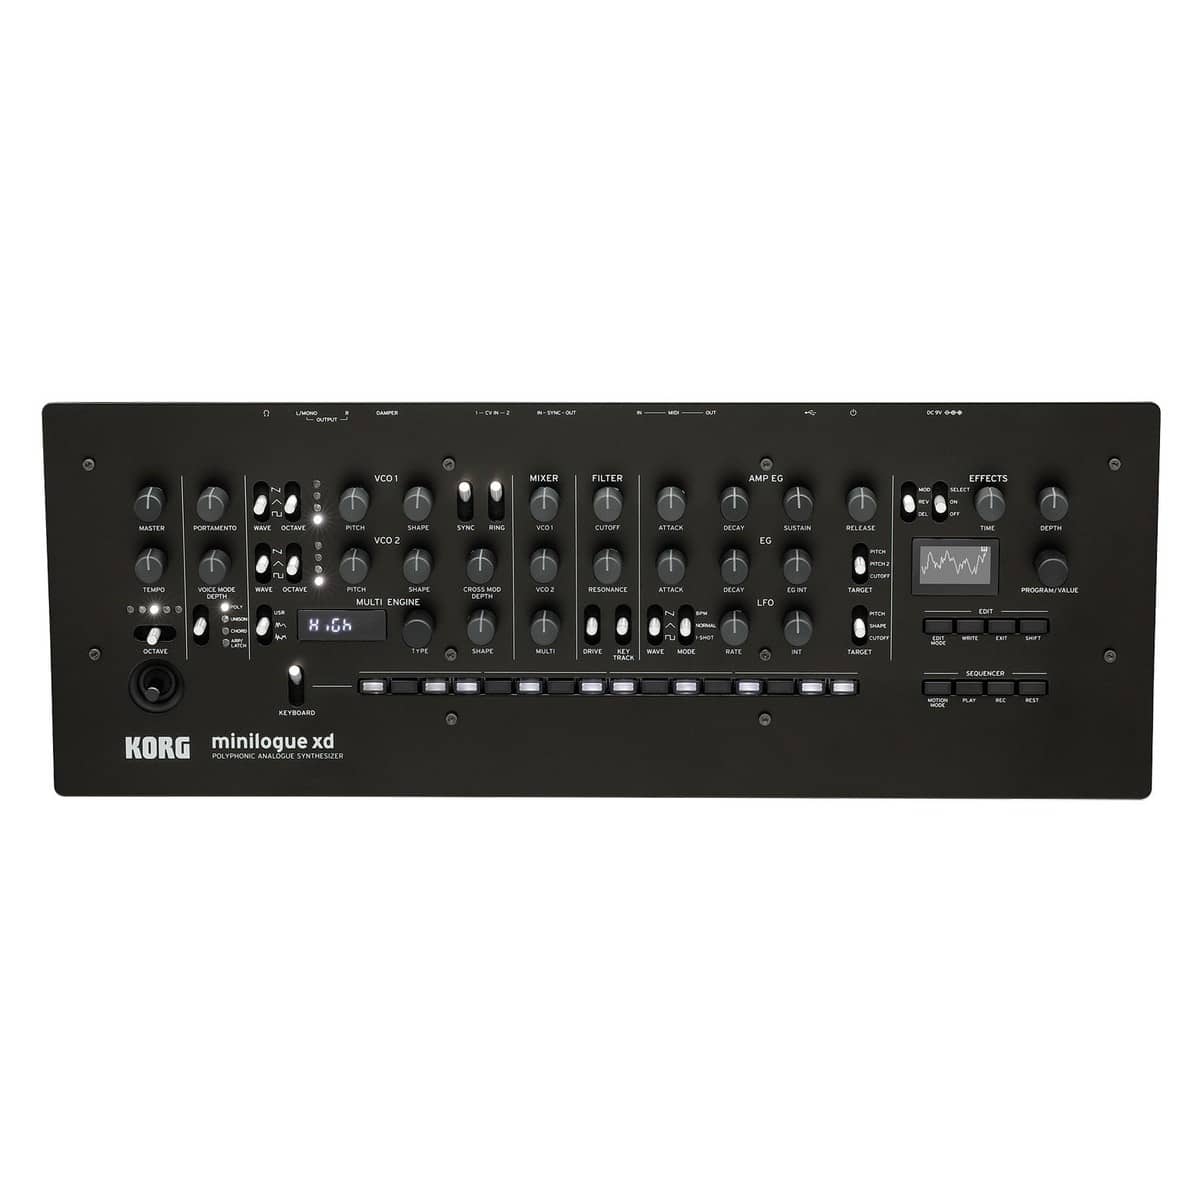 L/MONO R
OUTPUT
DAMPER
1 — CV IN — 2
IN - SYNC - OUT
IN — MIDI — OUT
DC 9V
MASTER
PORTAMENTO
WAVE
OCTAVE
VCO 1
PITCH
SHAPE
SYNC
RING
MIXER
VCO 1
FILTER
CUTOFF
AMP EG
ATTACK
DECAY
SUSTAIN
RELEASE
EFFECTS
MOD
REV
DEL
SELECT
ON
OFF
TIME
DEPTH
TEMPO
VOICE MODE
DEPTH
WAVE
OCTAVE
VCO 2
PITCH
SHAPE
CROSS MOD
DEPTH
VCO 2
RESONANCE
EG
ATTACK
DECAY
EG INT
PITCH
PITCH 2
CUTOFF
TARGET
PROGRAM/VALUE
OCTAVE
POLY
UNISON
CHORD
ARP/
LATCH
USR
MULTI ENGINE
HiGh
TYPE
SHAPE
MULTI
DRIVE
KEY
TRACK
WAVE
MODE
BPM
NORMAL
1-SHOT
LFO
RATE
INT
PITCH
SHAPE
CUTOFF
TARGET
EDIT
EDIT
MODE
WRITE
EXIT
SHIFT
KEYBOARD
SEQUENCER
MOTION
MODE
PLAY
REC
REST
KORG
minilogue xd
POLYPHONIC ANALOGUE SYNTHESIZER